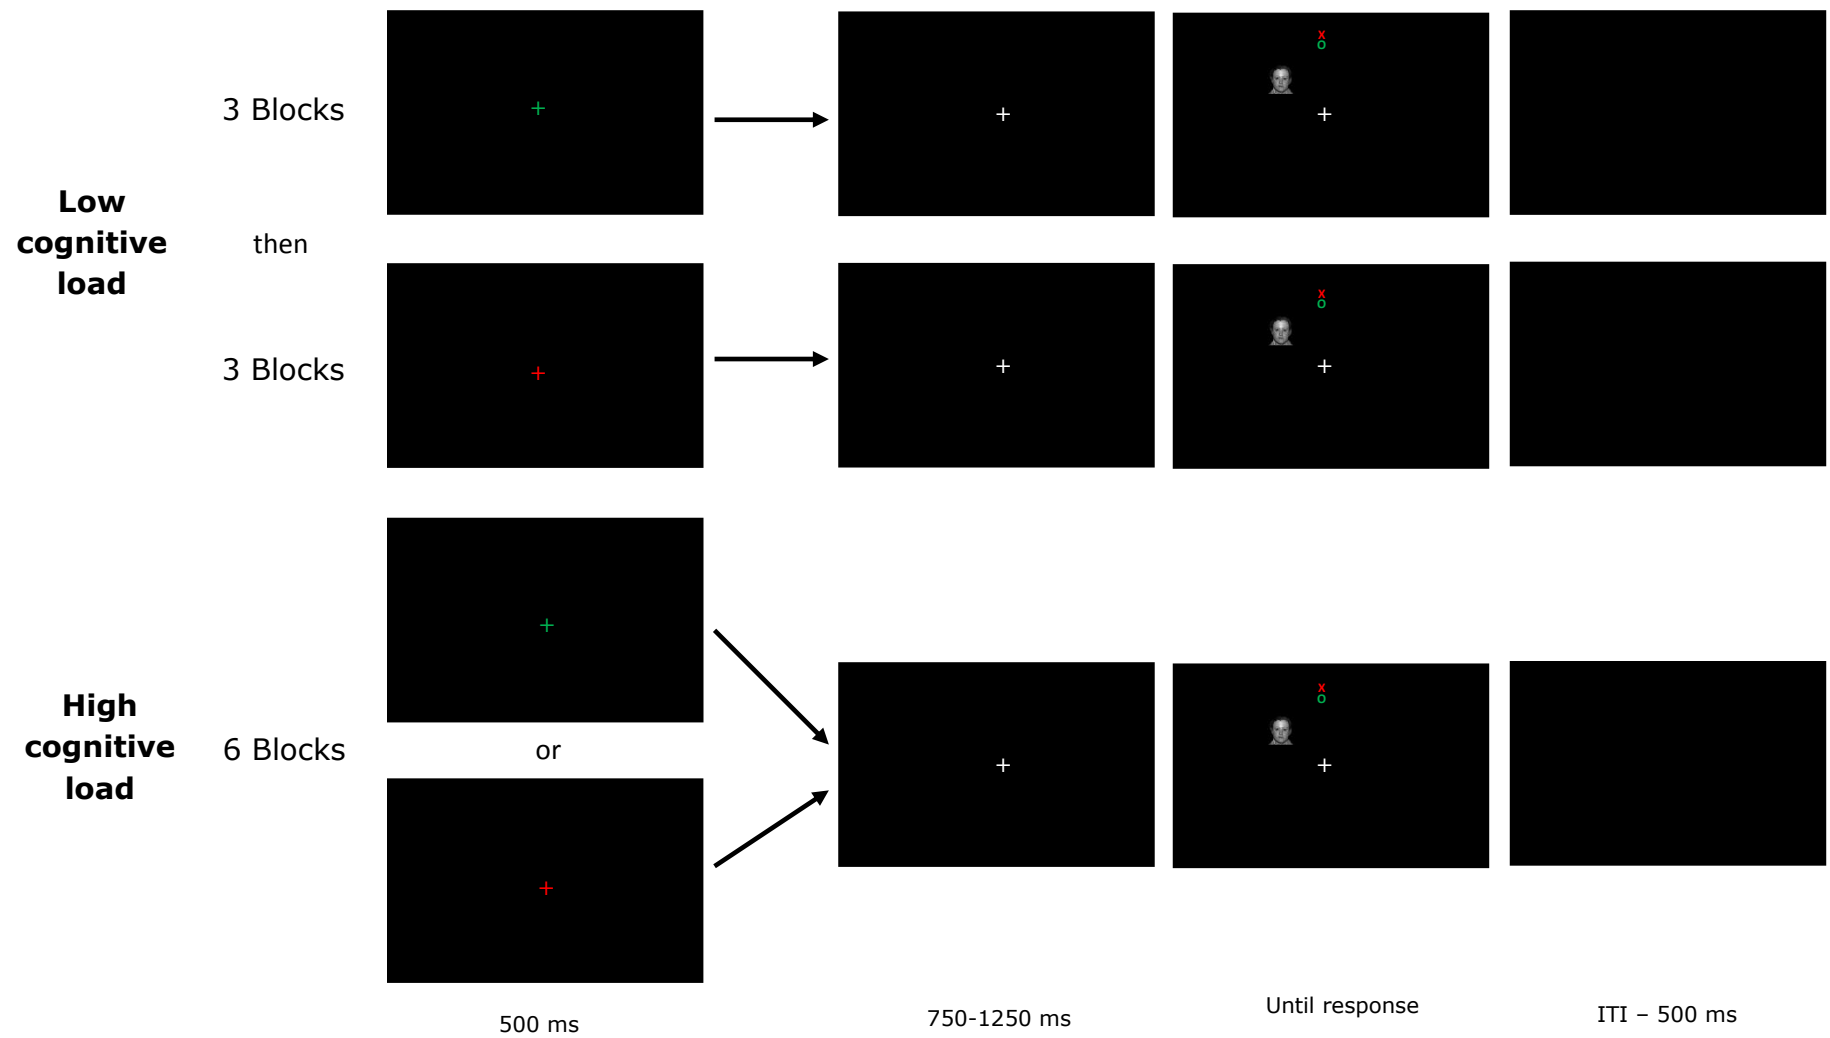 3 Blocks
+
+
x
o
+
Low
cognitive
load
then
3 Blocks
+
+
x
o
+
High
cognitive
load
6 Blocks
+
or
+
+
x
o
+
500 ms
750-1250 ms
Until response
ITI – 500 ms